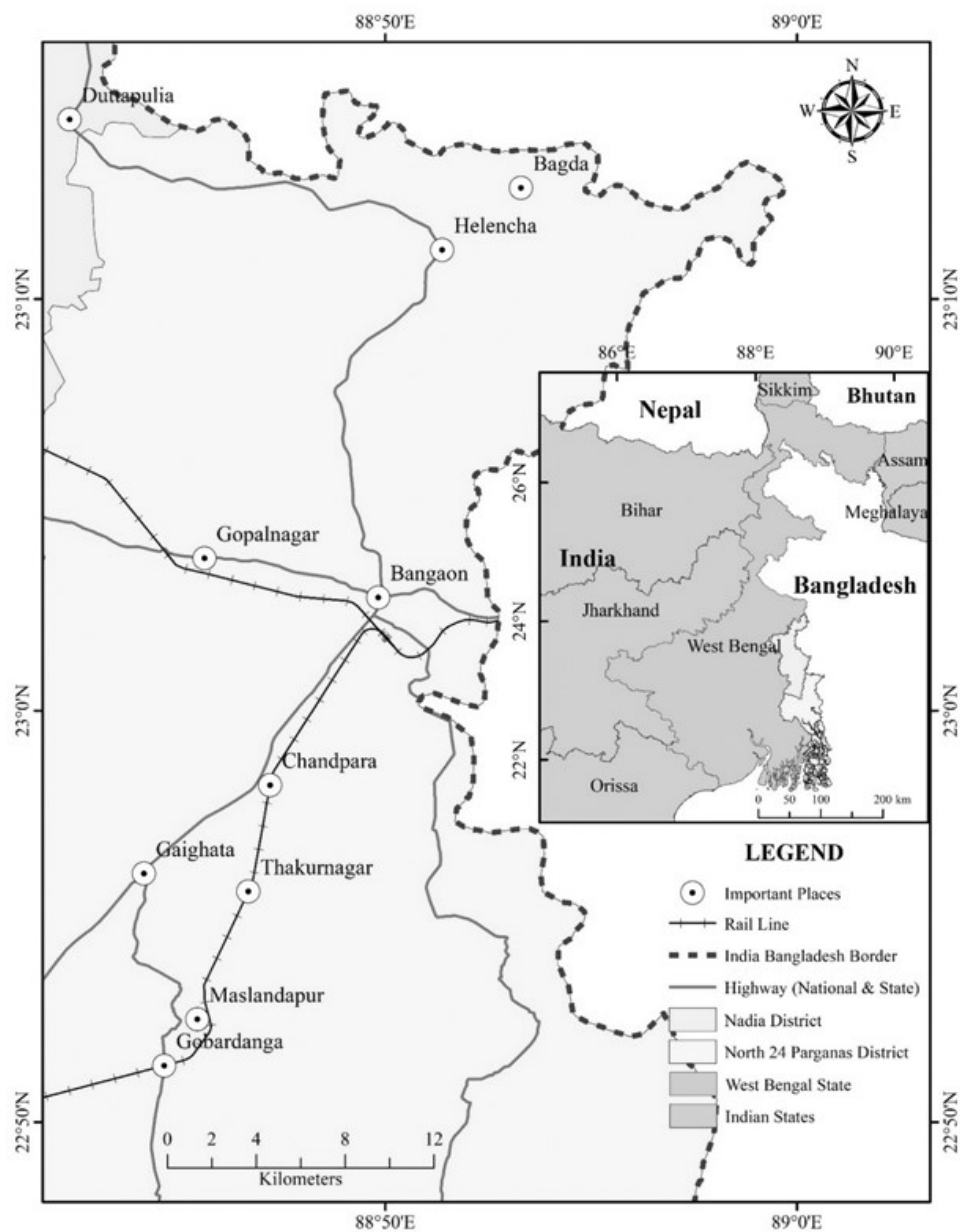 88°50'E
89°0'E
N
W
E
S
Duttapulia
Bagda
Helencha
23°10'N
23°10'N
86°E
88°E
90°E
Sikkim
Nepal
Bhutan
Assam
26°N
Bihar
Meghalaya
India
Bangladesh
Jharkhand
24°N
West Bengal
22°N
Orissa
0 50 100 200 km
Gopalnagar
Bangaon
23°0'N
23°0'N
Chandpara
Gaighata
Thakurnagar
Maslandapur
Gobardanga
LEGEND
Important Places
Rail Line
India Bangladesh Border
Highway (National & State)
Nadia District
North 24 Parganas District
West Bengal State
Indian States
22°50'N
22°50'N
0 2 4 8 12
Kilometers
88°50'E
89°0'E